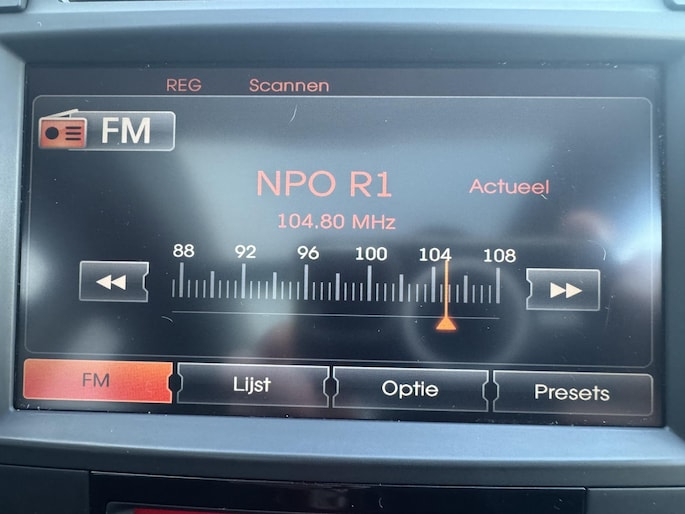 REG Scannen
FM
NPO R1 Actueel
104.80 MHz
88 92 96 100 104 108
FM Lijst Optie Presets